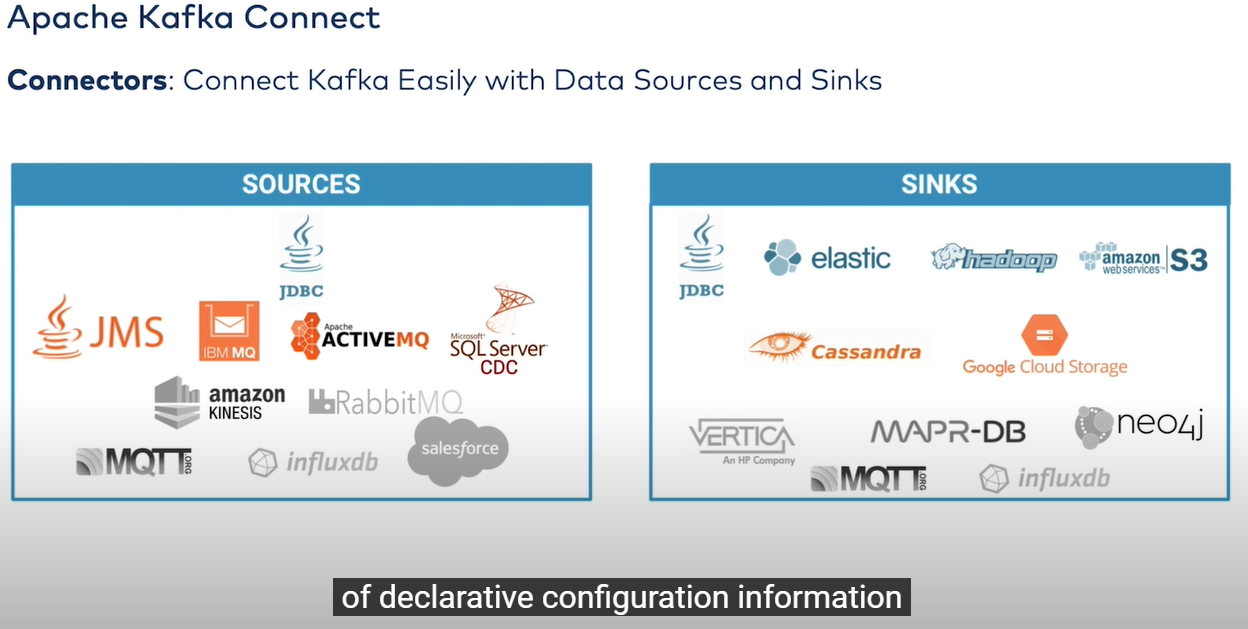 Apache Kafka Connect
Connectors: Connect Kafka Easily with Data Sources and Sinks
SOURCES
JDBC
JMS
IBM MQ
Apache
ACTIVEMQ
Microsoft®
SQL Server®
CDC
amazon
KINESIS
RabbitMQ
MQTT.ORG
influxdb
salesforce
SINKS
JDBC
elastic
hadoop
amazon
web services™
S3
Cassandra
Google Cloud Storage
VERTICA
An HP Company
MAPR-DB
neo4j
MQTT.ORG
influxdb
of declarative configuration information